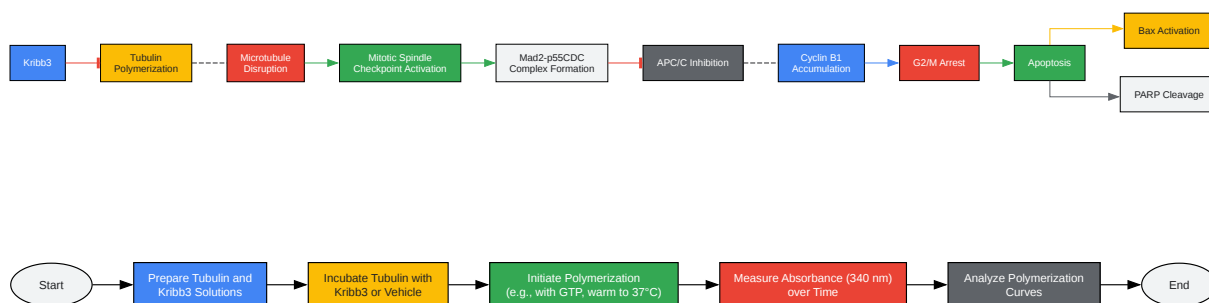 Kribb3
Tubulin
Polymerization
Microtubule
Disruption
Mitotic Spindle
Checkpoint Activation
Mad2-p55CDC
Complex Formation
APC/C Inhibition
Cyclin B1
Accumulation
G2/M Arrest
Apoptosis
Bax Activation
PARP Cleavage
Start
Prepare Tubulin and
Kribb3 Solutions
Incubate Tubulin with
Kribb3 or Vehicle
Initiate Polymerization
(e.g., with GTP, warm to 37°C)
Measure Absorbance (340 nm)
over Time
Analyze Polymerization
Curves
End